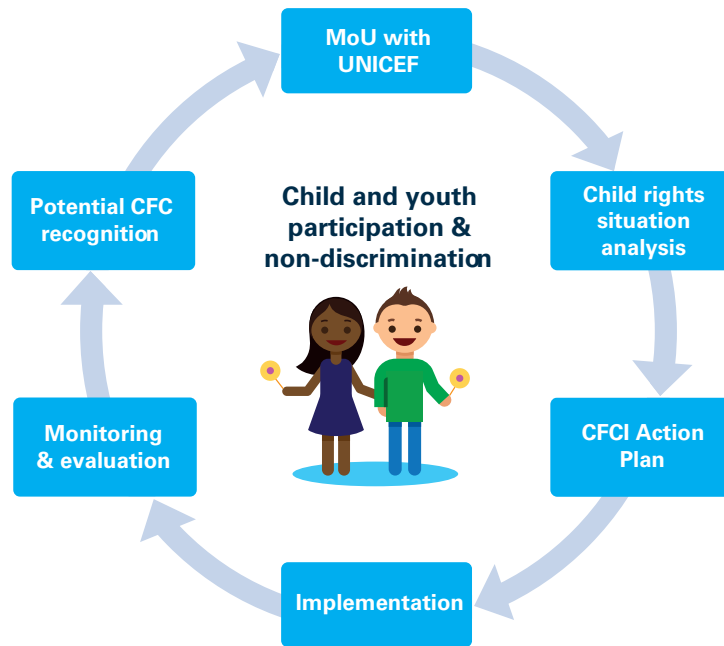 MoU with
UNICEF
Child rights
situation
analysis
CFCI Action
Plan
Implementation
Monitoring
& evaluation
Potential CFC
recognition
Child and youth
participation &
non-discrimination